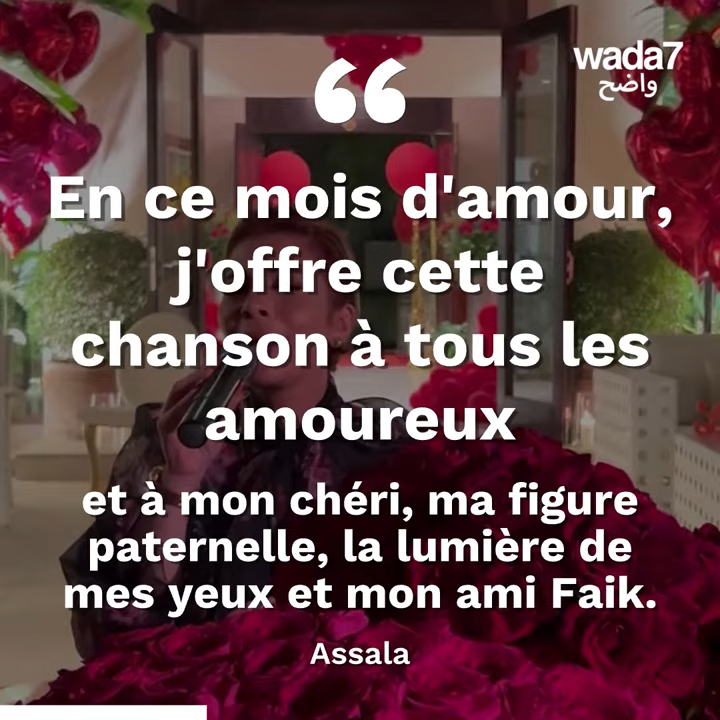 wada7
واضح
“
En ce mois d'amour,
j'offre cette
chanson à tous les
amoureux
et à mon chéri, ma figure
paternelle, la lumière de
mes yeux et mon ami Faik.
Assala